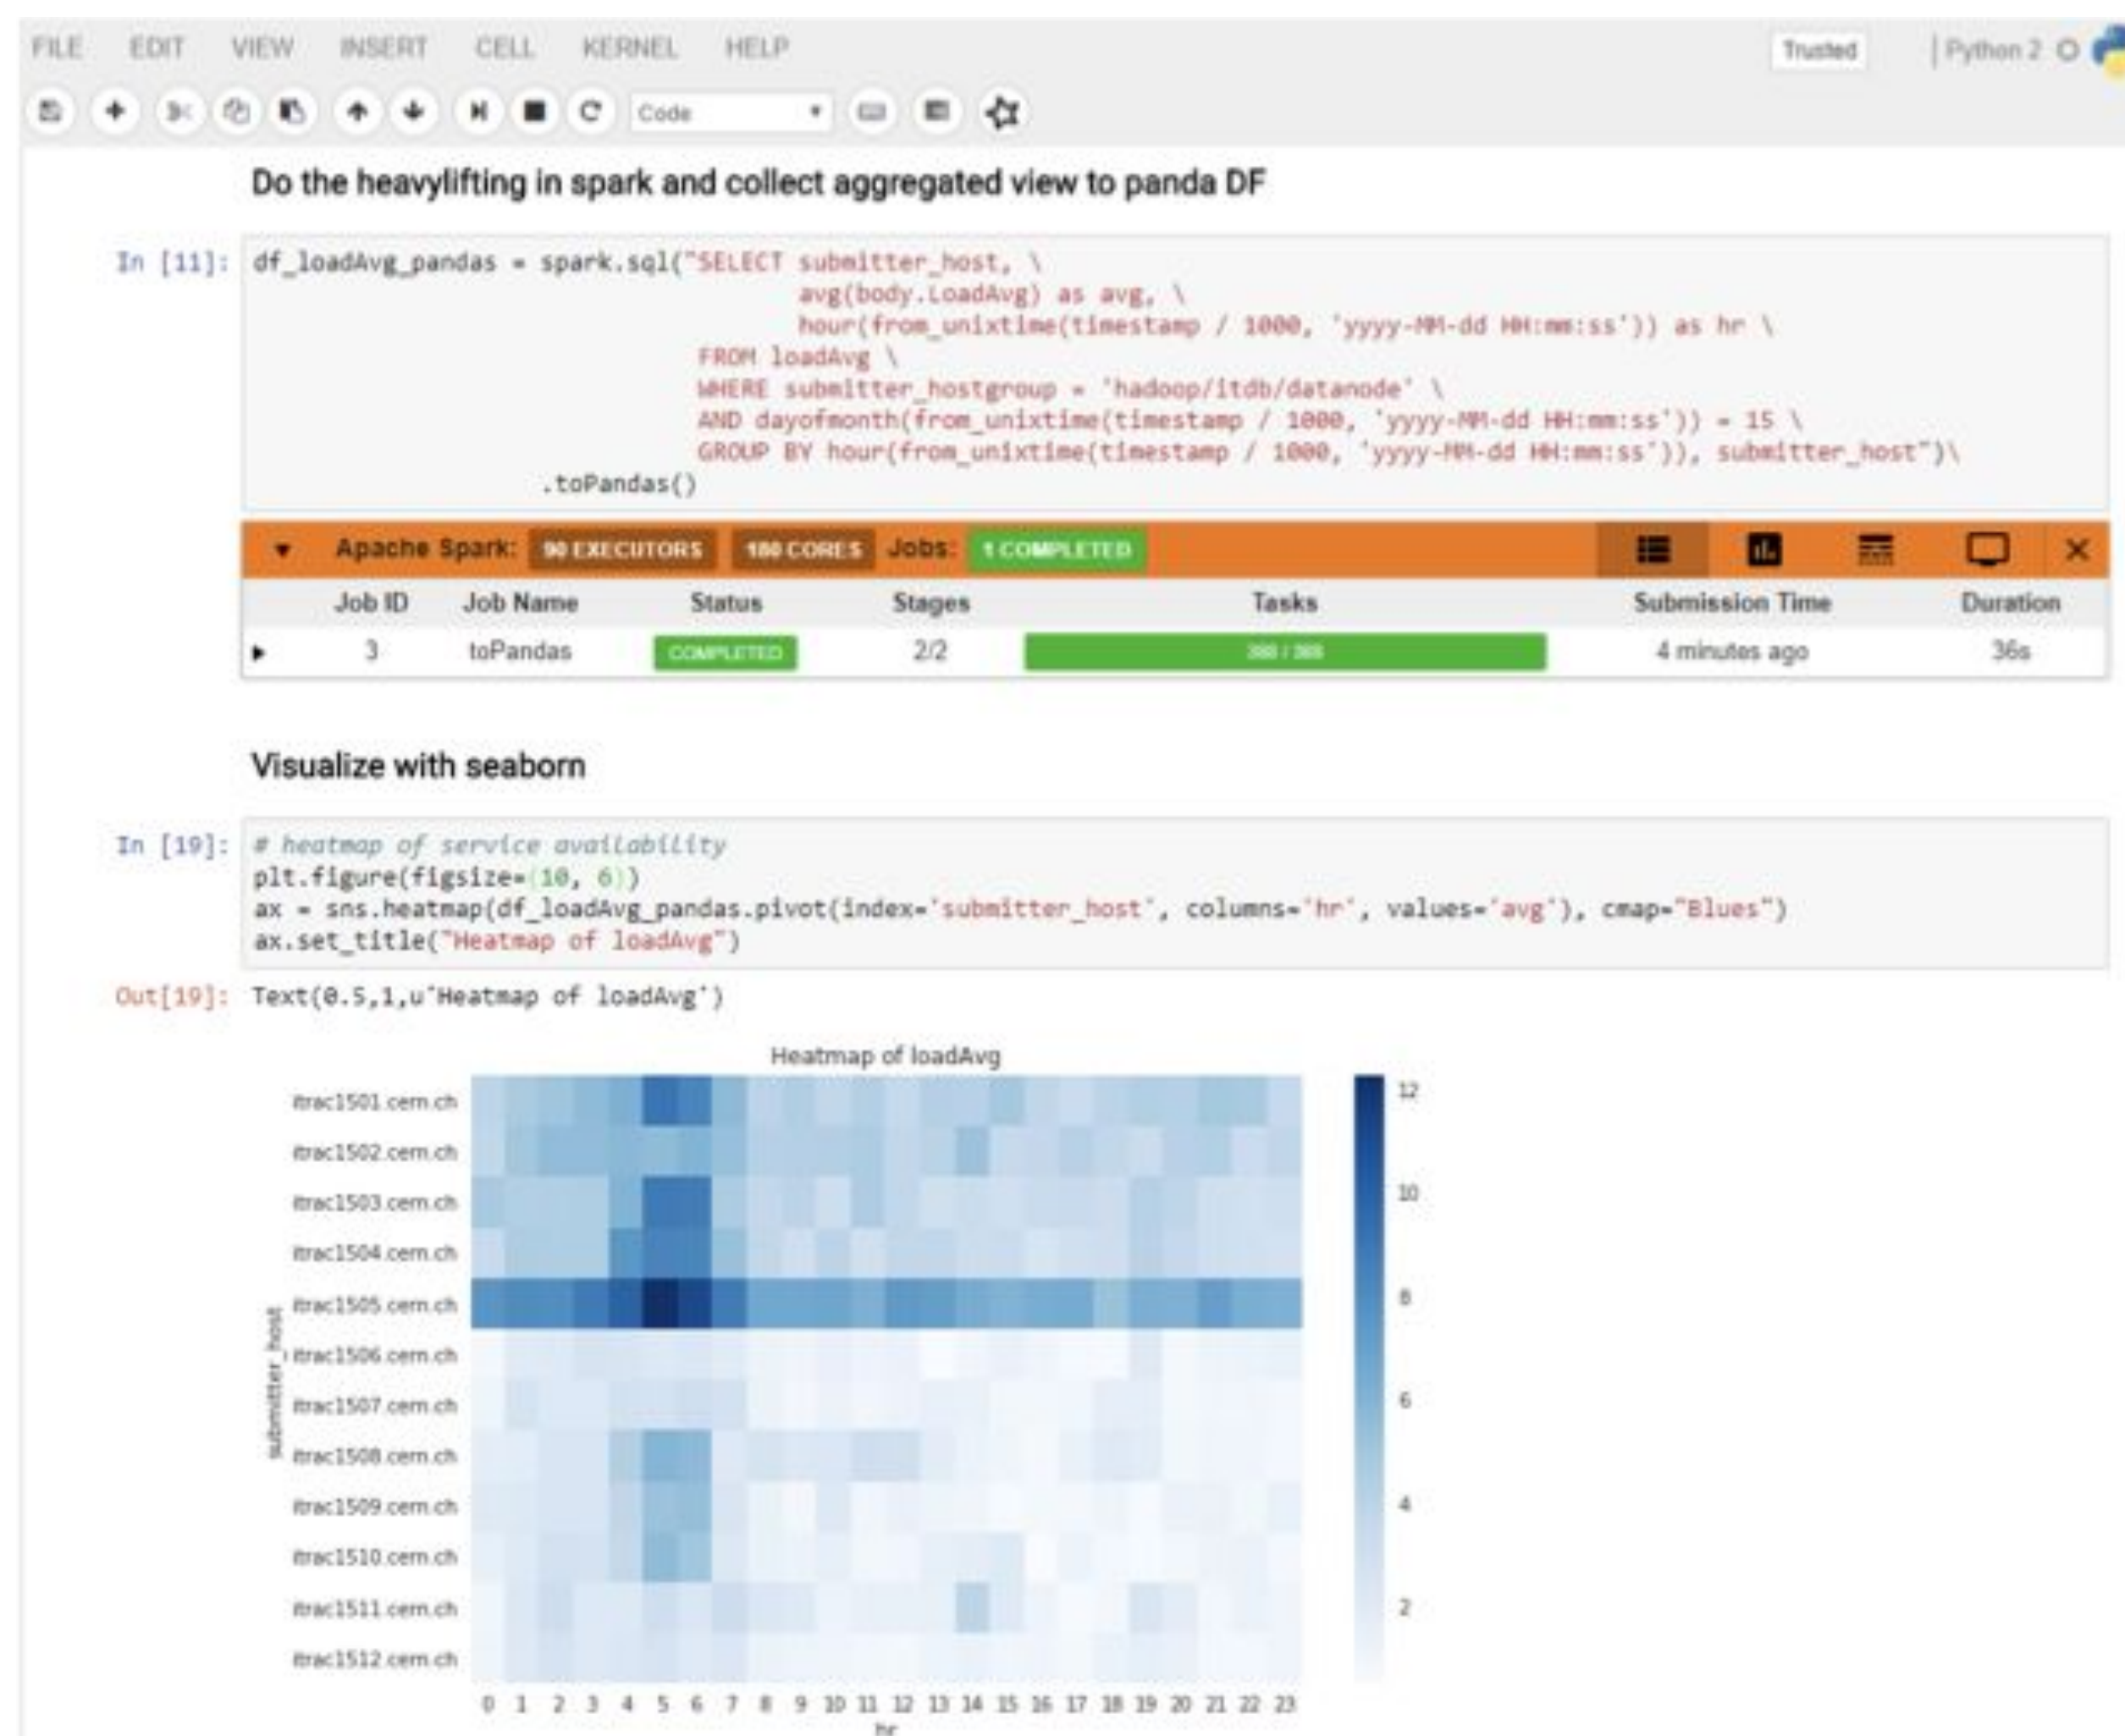 FILE EDIT VIEW INSERT CELL KERNEL HELP Trusted | Python 2
Code
Do the heavylifting in spark and collect aggregated view to panda DF
In [11]: df_loadAvg_pandas = spark.sql("SELECT submitter_host, \
avg(body.LoadAvg) as avg, \
hour(from_unixtime(timestamp / 1000, 'yyyy-MM-dd HH:mm:ss')) as hr \
FROM loadAvg \
WHERE submitter_hostgroup = 'hadoop/itdb/datanode' \
AND dayofmonth(from_unixtime(timestamp / 1000, 'yyyy-MM-dd HH:mm:ss')) = 15 \
GROUP BY hour(from_unixtime(timestamp / 1000, 'yyyy-MM-dd HH:mm:ss')), submitter_host")\
.toPandas()
Apache Spark: 90 EXECUTORS 180 CORES Jobs: 1 COMPLETED
Job ID Job Name Status Stages Tasks Submission Time Duration
3 toPandas COMPLETED 2/2 4 minutes ago 36s
Visualize with seaborn
In [19]: # heatmap of service availability
plt.figure(figsize=(10, 6))
ax = sns.heatmap(df_loadAvg_pandas.pivot(index='submitter_host', columns='hr', values='avg'), cmap="Blues")
ax.set_title("Heatmap of loadAvg")
Out[19]: Text(0.5,1,u'Heatmap of loadAvg')
Heatmap of loadAvg
submitter_host
itrac1501.cern.ch
itrac1502.cern.ch
itrac1503.cern.ch
itrac1504.cern.ch
itrac1505.cern.ch
itrac1506.cern.ch
itrac1507.cern.ch
itrac1508.cern.ch
itrac1509.cern.ch
itrac1510.cern.ch
itrac1511.cern.ch
itrac1512.cern.ch
0 1 2 3 4 5 6 7 8 9 10 11 12 13 14 15 16 17 18 19 20 21 22 23
hr
12
10
8
6
4
2